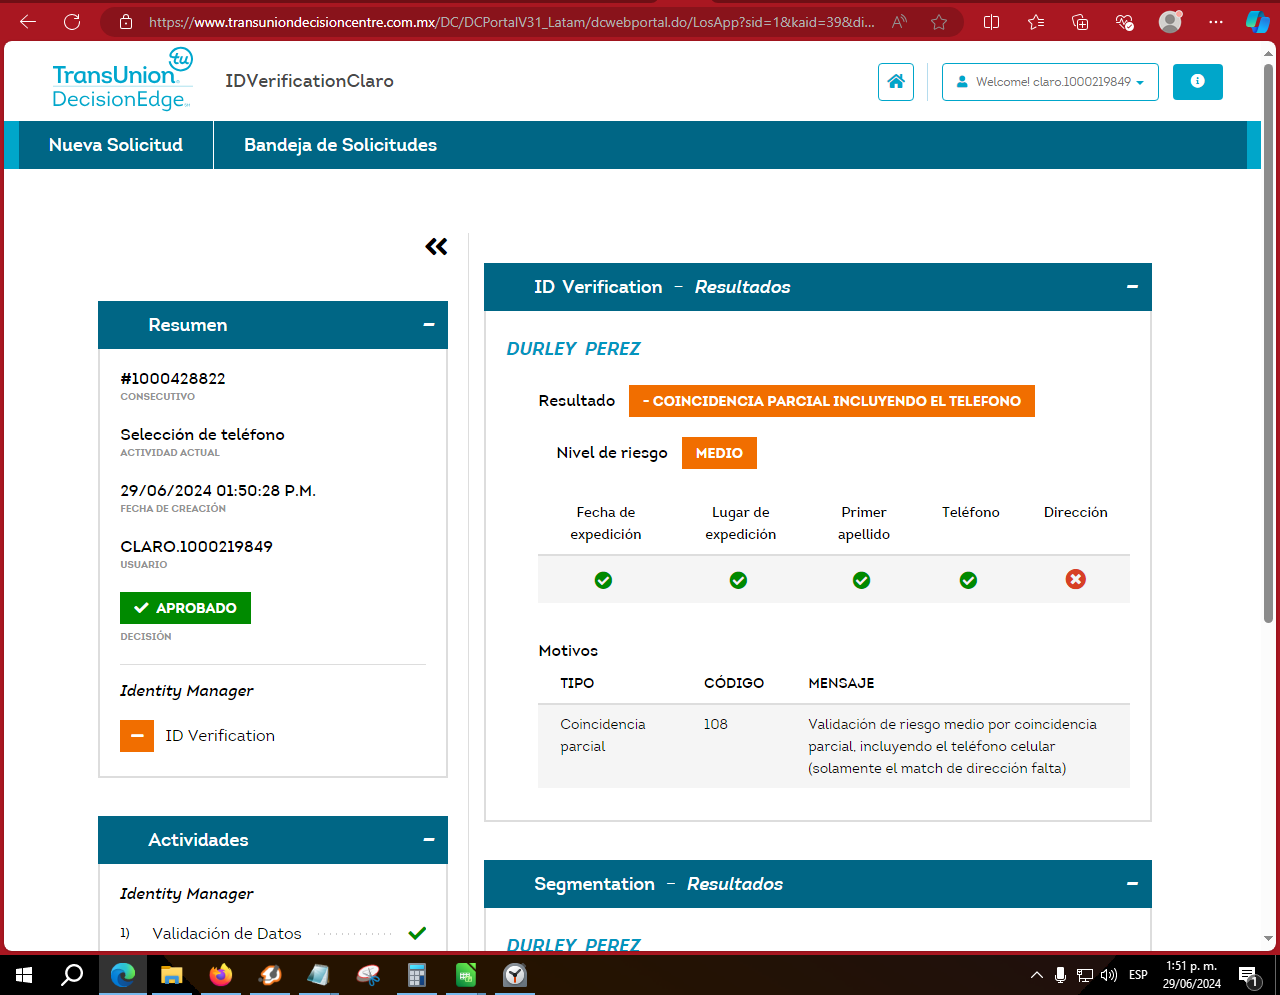 https://www.transuniondecisioncentre.com.mx/DC/DCPortalV31_Latam/dcwebportal.do/LosApp?sid=1&kaid=39&di...
TransUnion tu
DecisionEdge
IDVerificationClaro
Welcome! claro.1000219849
Nueva Solicitud
Bandeja de Solicitudes
Resumen
#1000428822
CONSECUTIVO
Selección de teléfono
ACTIVIDAD ACTUAL
29/06/2024 01:50:28 P.M.
FECHA DE CREACIÓN
CLARO.1000219849
USUARIO
APROBADO
DECISIÓN
Identity Manager
ID Verification
Actividades
Identity Manager
1) Validación de Datos
ID Verification - Resultados
DURLEY PEREZ
Resultado - COINCIDENCIA PARCIAL INCLUYENDO EL TELEFONO
Nivel de riesgo MEDIO
Fecha de expedición
Lugar de expedición
Primer apellido
Teléfono
Dirección
Motivos
TIPO CÓDIGO MENSAJE
Coincidencia parcial
108
Validación de riesgo medio por coincidencia
parcial, incluyendo el teléfono celular
(solamente el match de dirección falta)
Segmentation - Resultados
DURLEY PEREZ
ESP
1:51 p. m.
29/06/2024
1